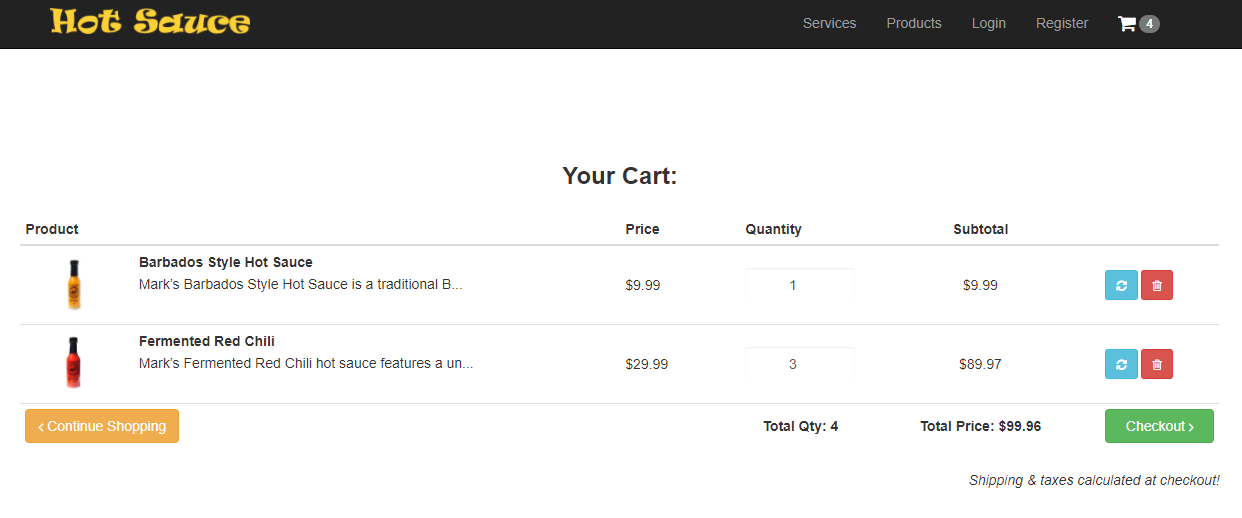 Hot Sauce
Services Products Login Register 4
Your Cart:
Product Price Quantity Subtotal
Barbados Style Hot Sauce
Mark's Barbados Style Hot Sauce is a traditional B...
$9.99 1 $9.99
Fermented Red Chili
Mark's Fermented Red Chili hot sauce features a un...
$29.99 3 $89.97
‹ Continue Shopping Total Qty: 4 Total Price: $99.96 Checkout ›
Shipping & taxes calculated at checkout!